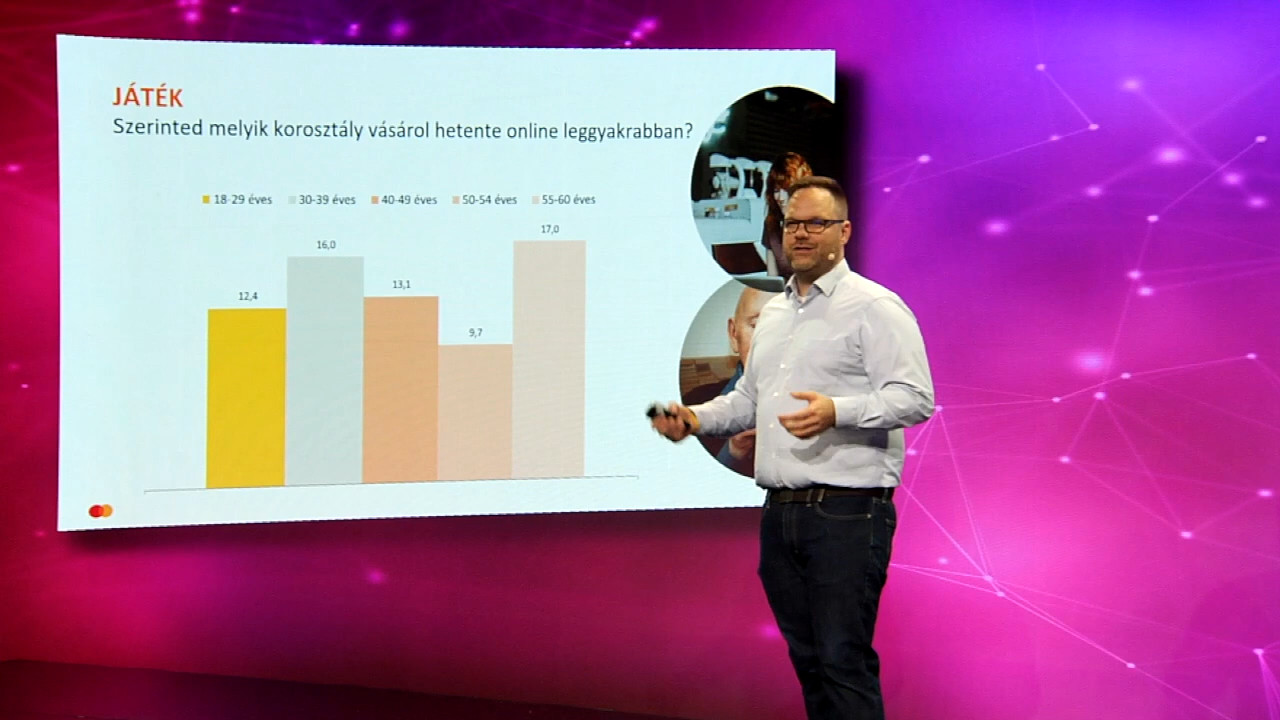 JÁTÉK
Szerinted melyik korosztály vásárol hetente online leggyakrabban?
18-29 éves 30-39 éves 40-49 éves 50-54 éves 55-60 éves
17,0
16,0
13,1
12,4
9,7